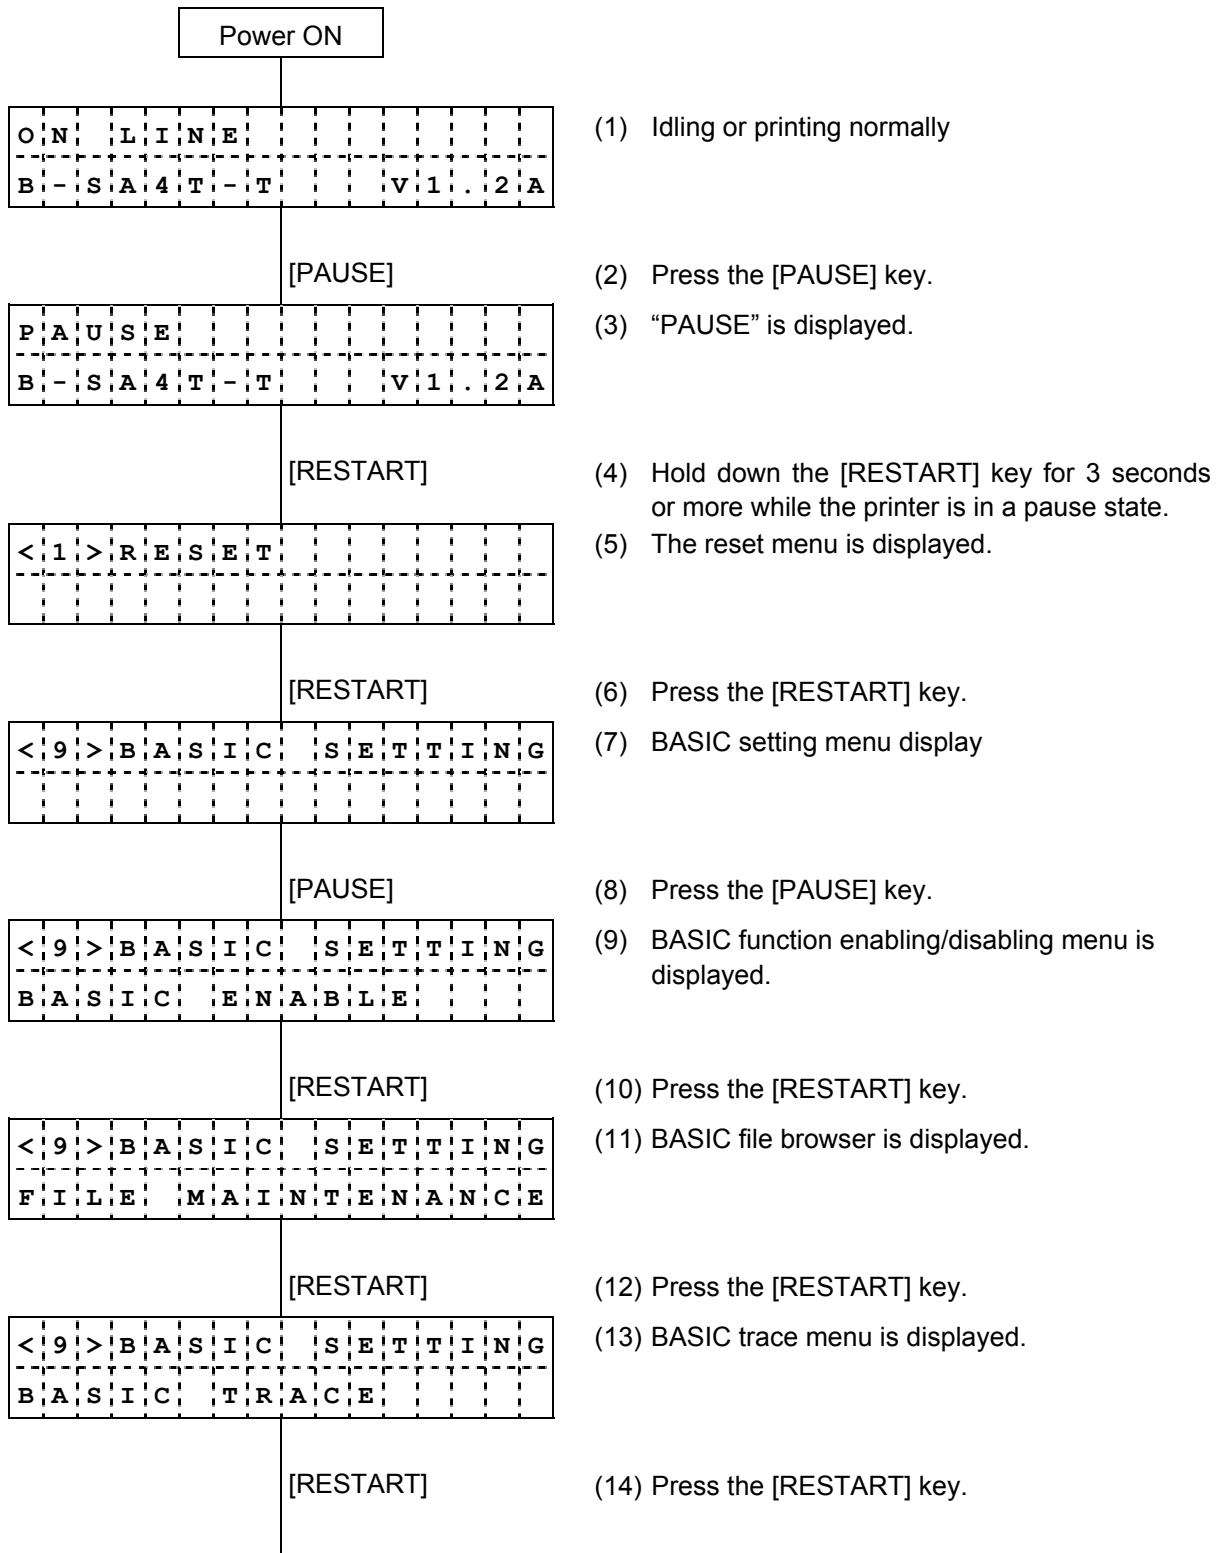 Power ON
ON LINE
B-SA4T-T   V1.2A
(1) Idling or printing normally
[PAUSE]
(2) Press the [PAUSE] key.
PAUSE
B-SA4T-T   V1.2A
(3) “PAUSE” is displayed.
[RESTART]
(4) Hold down the [RESTART] key for 3 seconds
or more while the printer is in a pause state.
<1>RESET
(5) The reset menu is displayed.
[RESTART]
(6) Press the [RESTART] key.
<9>BASIC SETTING
(7) BASIC setting menu display
[PAUSE]
(8) Press the [PAUSE] key.
<9>BASIC SETTING
BASIC ENABLE
(9) BASIC function enabling/disabling menu is
displayed.
[RESTART]
(10) Press the [RESTART] key.
<9>BASIC SETTING
FILE MAINTENANCE
(11) BASIC file browser is displayed.
[RESTART]
(12) Press the [RESTART] key.
<9>BASIC SETTING
BASIC TRACE
(13) BASIC trace menu is displayed.
[RESTART]
(14) Press the [RESTART] key.